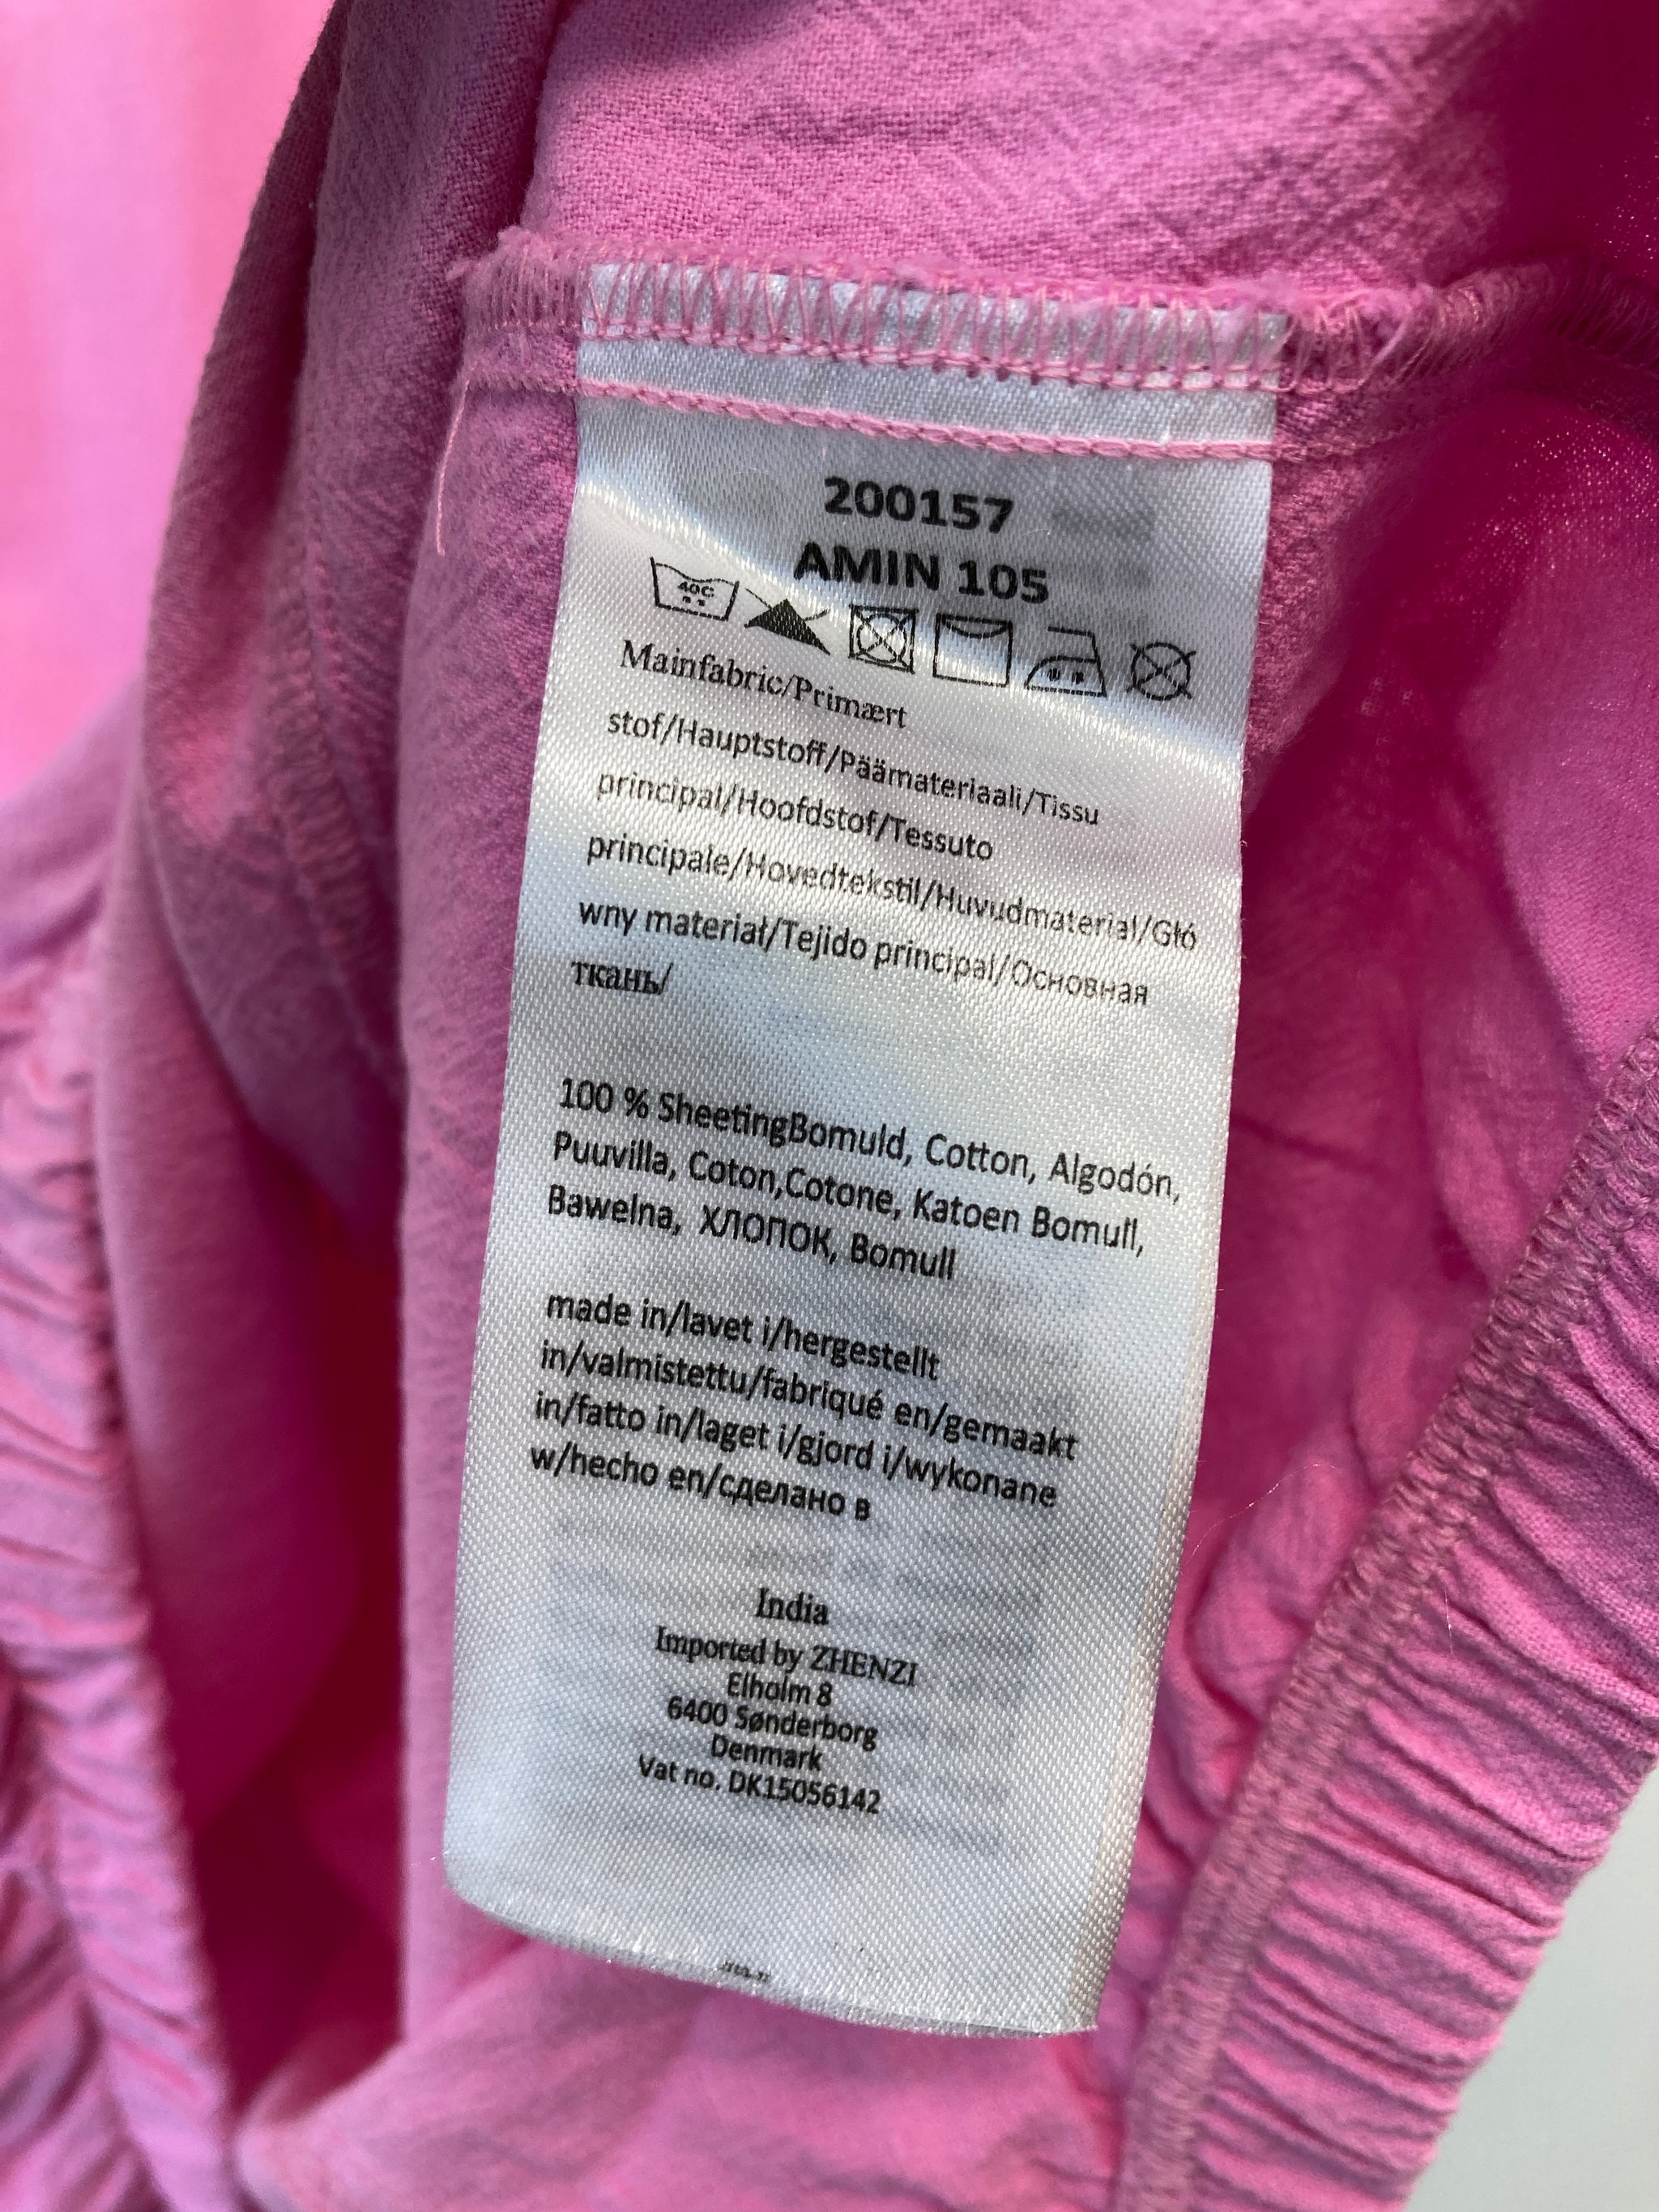 200157
AMIN 105
40C
Mainfabric/Primært
stof/Hauptstoff/Päämateriaali/Tissu
principal/Hoofdstof/Tessuto
principale/Hovedtekstil/Huvudmaterial/Głó
wny materiał/Tejido principal/Основная
ткань/
100 % SheetingBomuld, Cotton, Algodón,
Puuvilla, Coton,Cotone, Katoen Bomull,
Bawelna, ХЛОПОК, Bomull
made in/lavet i/hergestellt
in/valmistettu/fabriqué en/gemaakt
in/fatto in/laget i/gjord i/wykonane
w/hecho en/сделано в
India
Imported by ZHENZI
Elholm 8
6400 Sønderborg
Denmark
Vat no. DK15056142